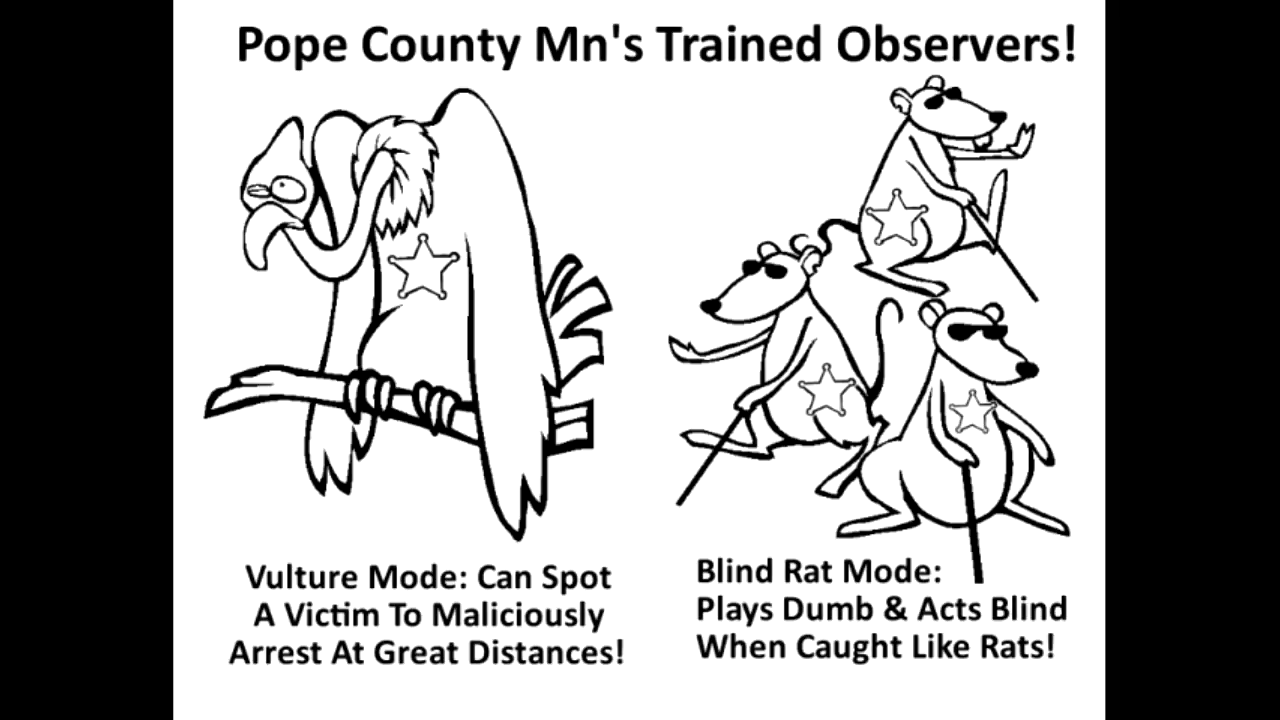 Pope County Mn's Trained Observers!
Vulture Mode: Can Spot
A Victim To Maliciously
Arrest At Great Distances!
Blind Rat Mode:
Plays Dumb & Acts Blind
When Caught Like Rats!